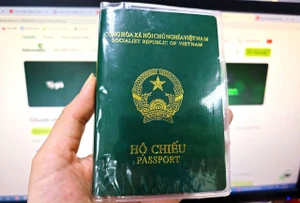 CỘNG HÒA XÃ HỘI CHỦ NGHĨA VIỆT NAM
SOCIALIST REPUBLIC OF VIETNAM
HỘ CHIẾU
PASSPORT